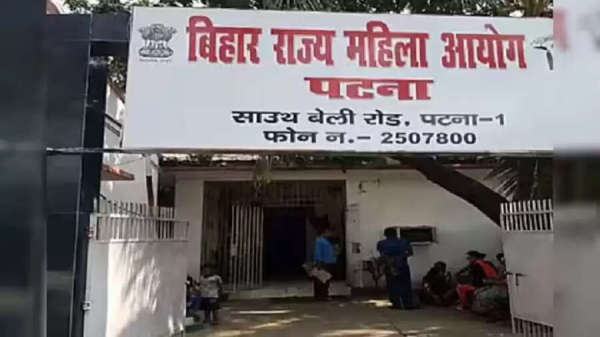 बिहार राज्य महिला आयोग
पटना
साउथ बेली रोड, पटना-1
फोन न.- 2507800